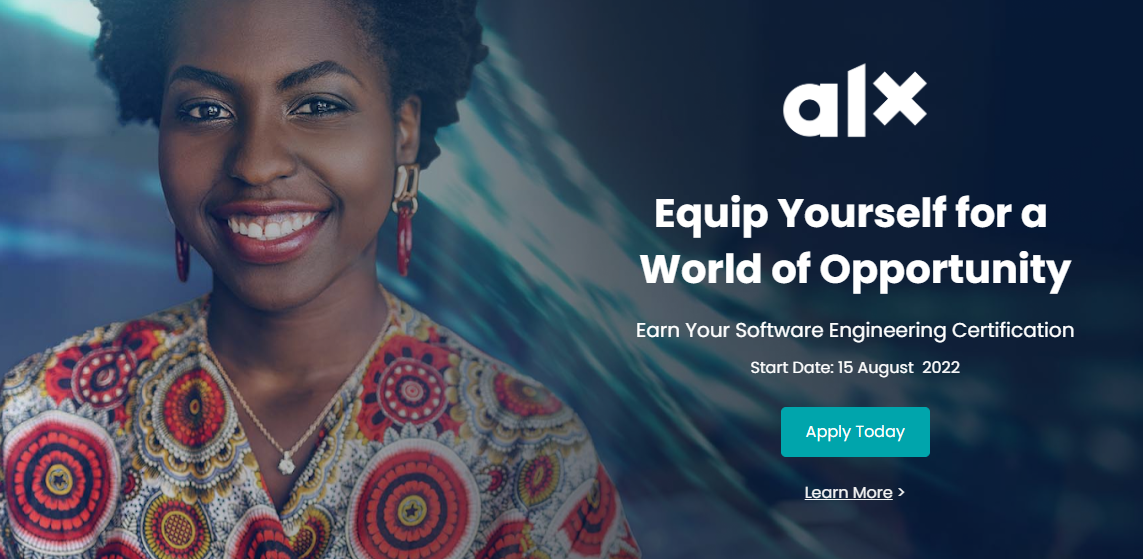 alx
Equip Yourself for a
World of Opportunity
Earn Your Software Engineering Certification
Start Date: 15 August  2022
Apply Today
Learn More >